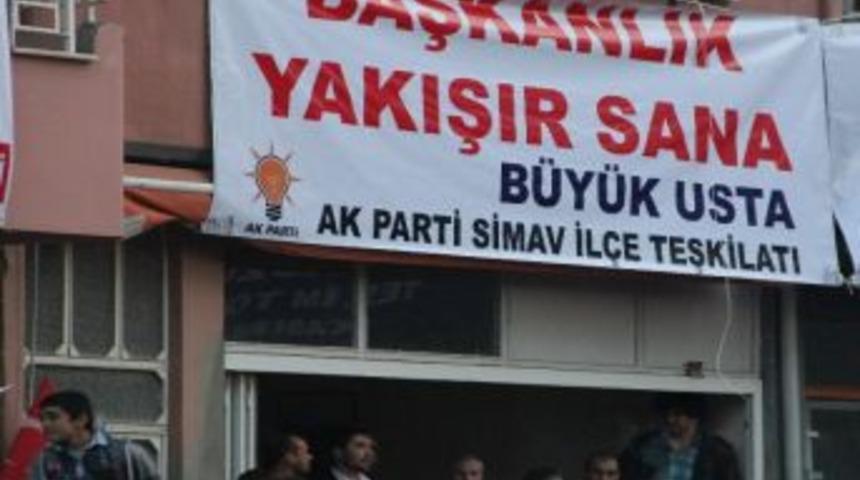 BAŞKANLIK
YAKIŞIR SANA
BÜYÜK USTA
AK PARTİ
AK PARTİ SİMAV İLÇE TEŞKİLATI